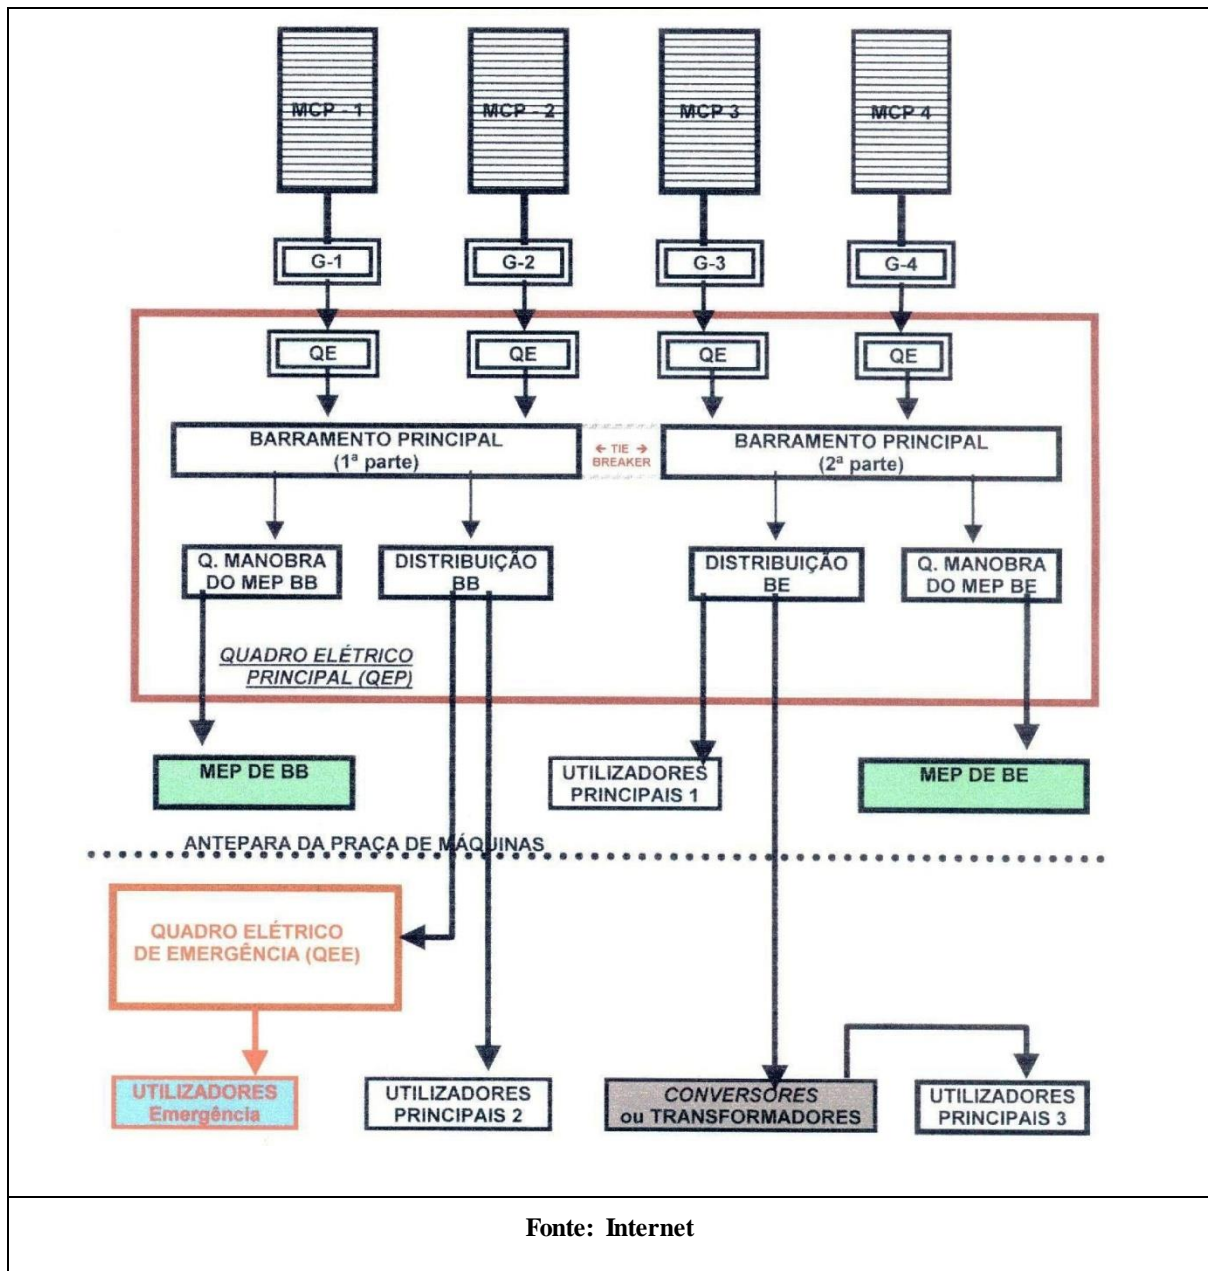 MCP - 1
MCP - 2
MCP 3
MCP 4
G-1
G-2
G-3
G-4
QE
QE
QE
QE
BARRAMENTO PRINCIPAL
(1ª parte)
← TIE →
BREAKER
BARRAMENTO PRINCIPAL
(2ª parte)
Q. MANOBRA
DO MEP BB
DISTRIBUIÇÃO
BB
DISTRIBUIÇÃO
BE
Q. MANOBRA
DO MEP BE
QUADRO ELÉTRICO
PRINCIPAL (QEP)
MEP DE BB
UTILIZADORES
PRINCIPAIS 1
MEP DE BE
ANTEPARA DA PRAÇA DE MÁQUINAS
QUADRO ELÉTRICO
DE EMERGÊNCIA (QEE)
UTILIZADORES
Emergência
UTILIZADORES
PRINCIPAIS 2
CONVERSORES
ou TRANSFORMADORES
UTILIZADORES
PRINCIPAIS 3
Fonte: Internet